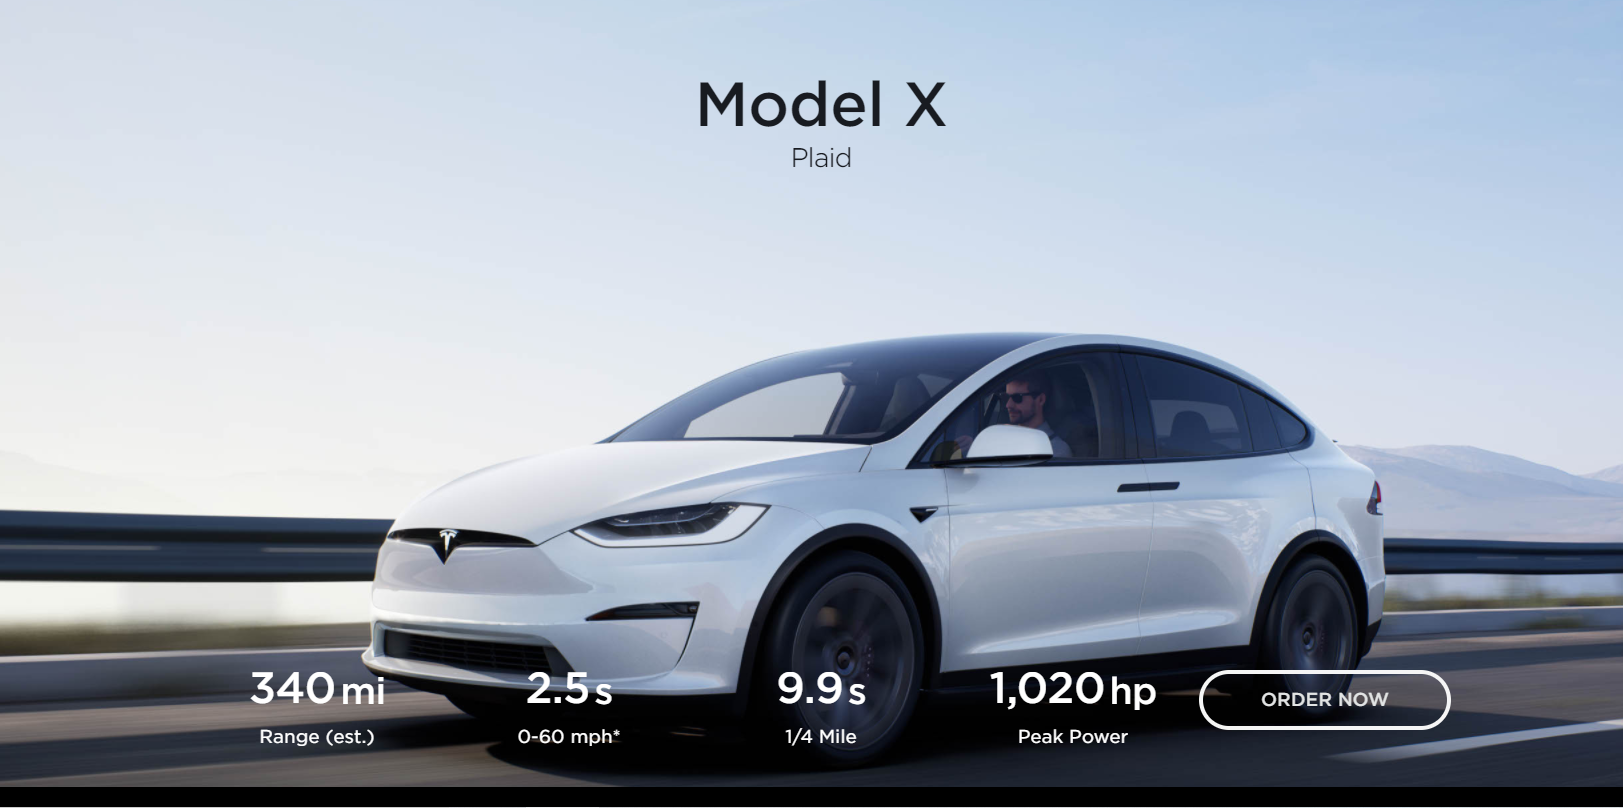 Model X
Plaid
340 mi
Range (est.)
2.5 s
0-60 mph*
9.9 s
1/4 Mile
1,020 hp
Peak Power
ORDER NOW